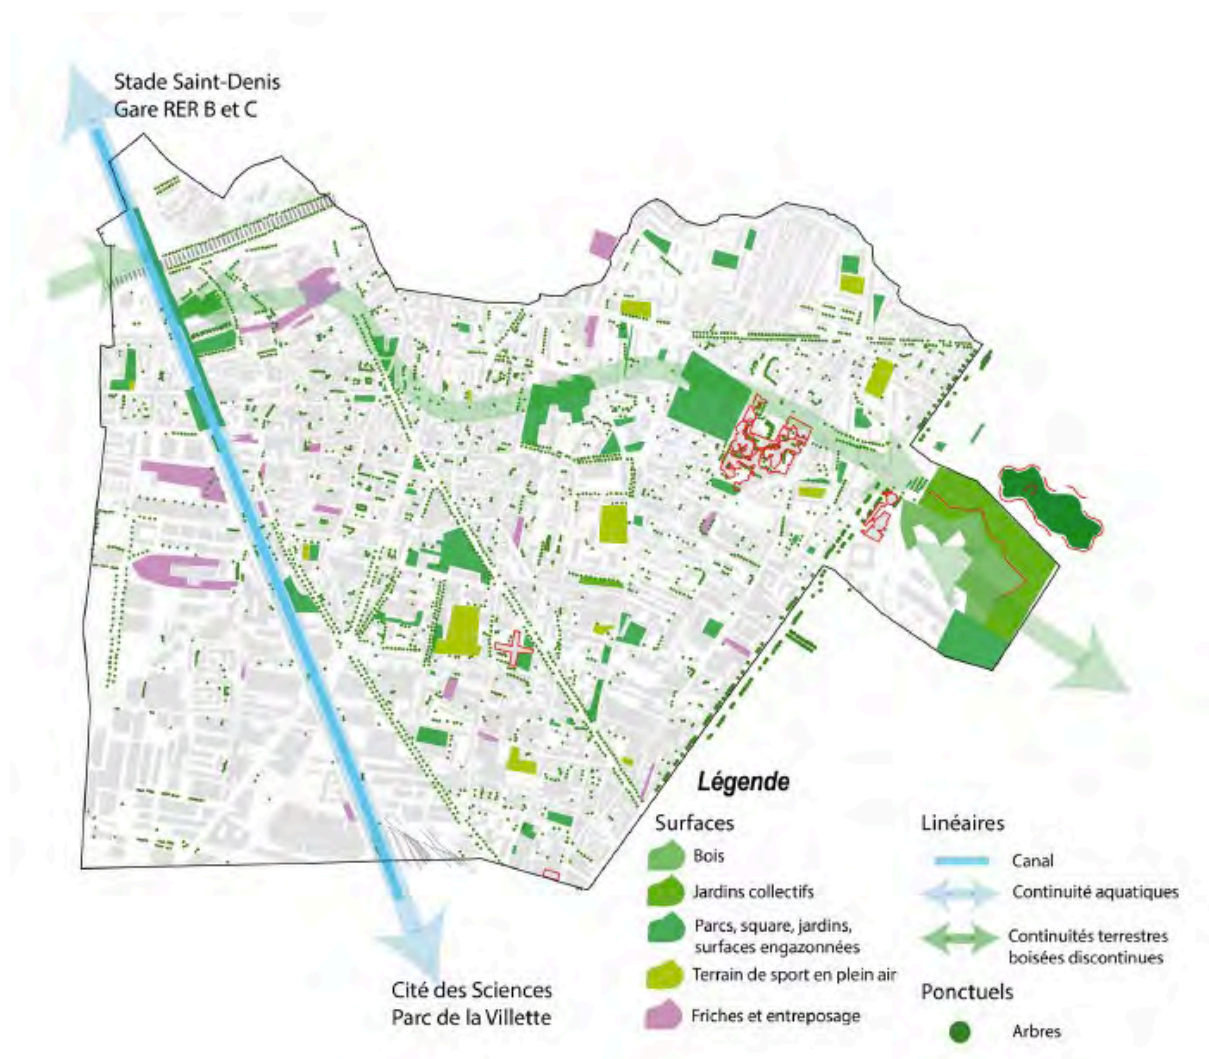 Stade Saint-Denis
Gare RER B et C
Cité des Sciences
Parc de la Villette
Légende
Surfaces
Bois
Jardins collectifs
Parcs, square, jardins,
surfaces engazonnées
Terrain de sport en plein air
Friches et entreposage
Linéaires
Canal
Continuité aquatiques
Continuités terrestres
boisées discontinues
Ponctuels
Arbres